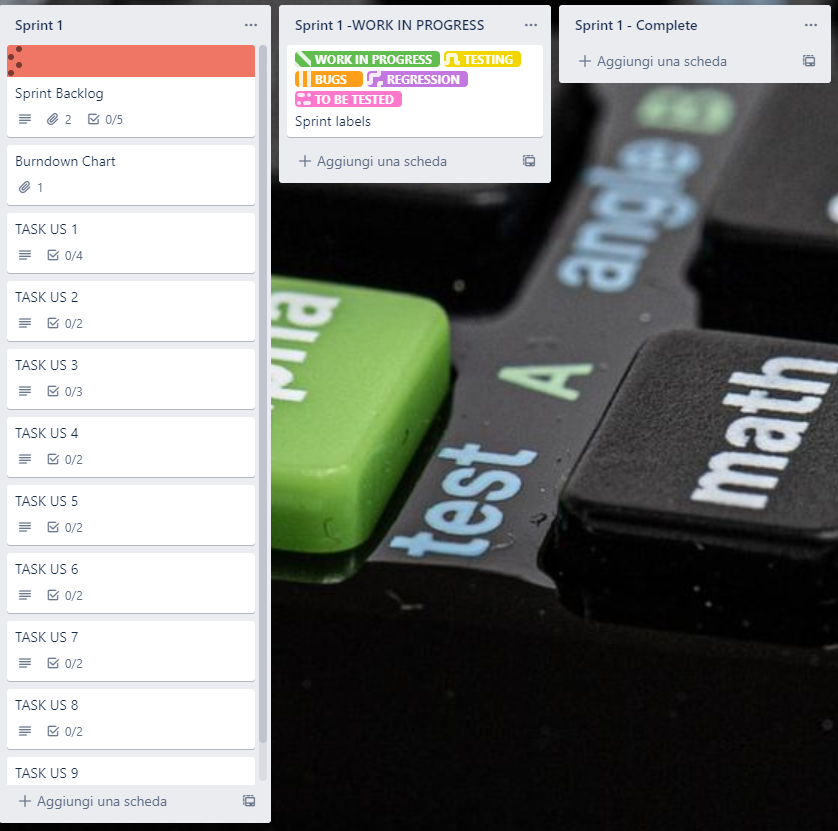 Sprint 1
Sprint Backlog
2 0/5
Burndown Chart
1
TASK US 1
0/4
TASK US 2
0/2
TASK US 3
0/3
TASK US 4
0/2
TASK US 5
0/2
TASK US 6
0/2
TASK US 7
0/2
TASK US 8
0/2
TASK US 9
Aggiungi una scheda
Sprint 1 -WORK IN PROGRESS
WORK IN PROGRESS TESTING
BUGS REGRESSION
TO BE TESTED
Sprint labels
Aggiungi una scheda
Sprint 1 - Complete
Aggiungi una scheda
angle B
test A
math